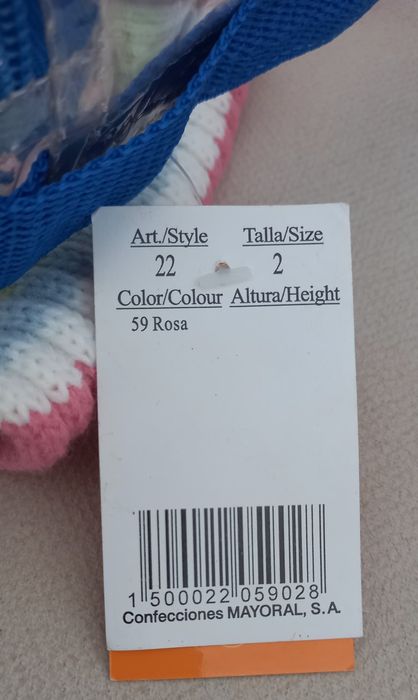 Art./Style Talla/Size
22 2
Color/Colour Altura/Height
59 Rosa
1 500022 059028
Confecciones MAYORAL, S.A.